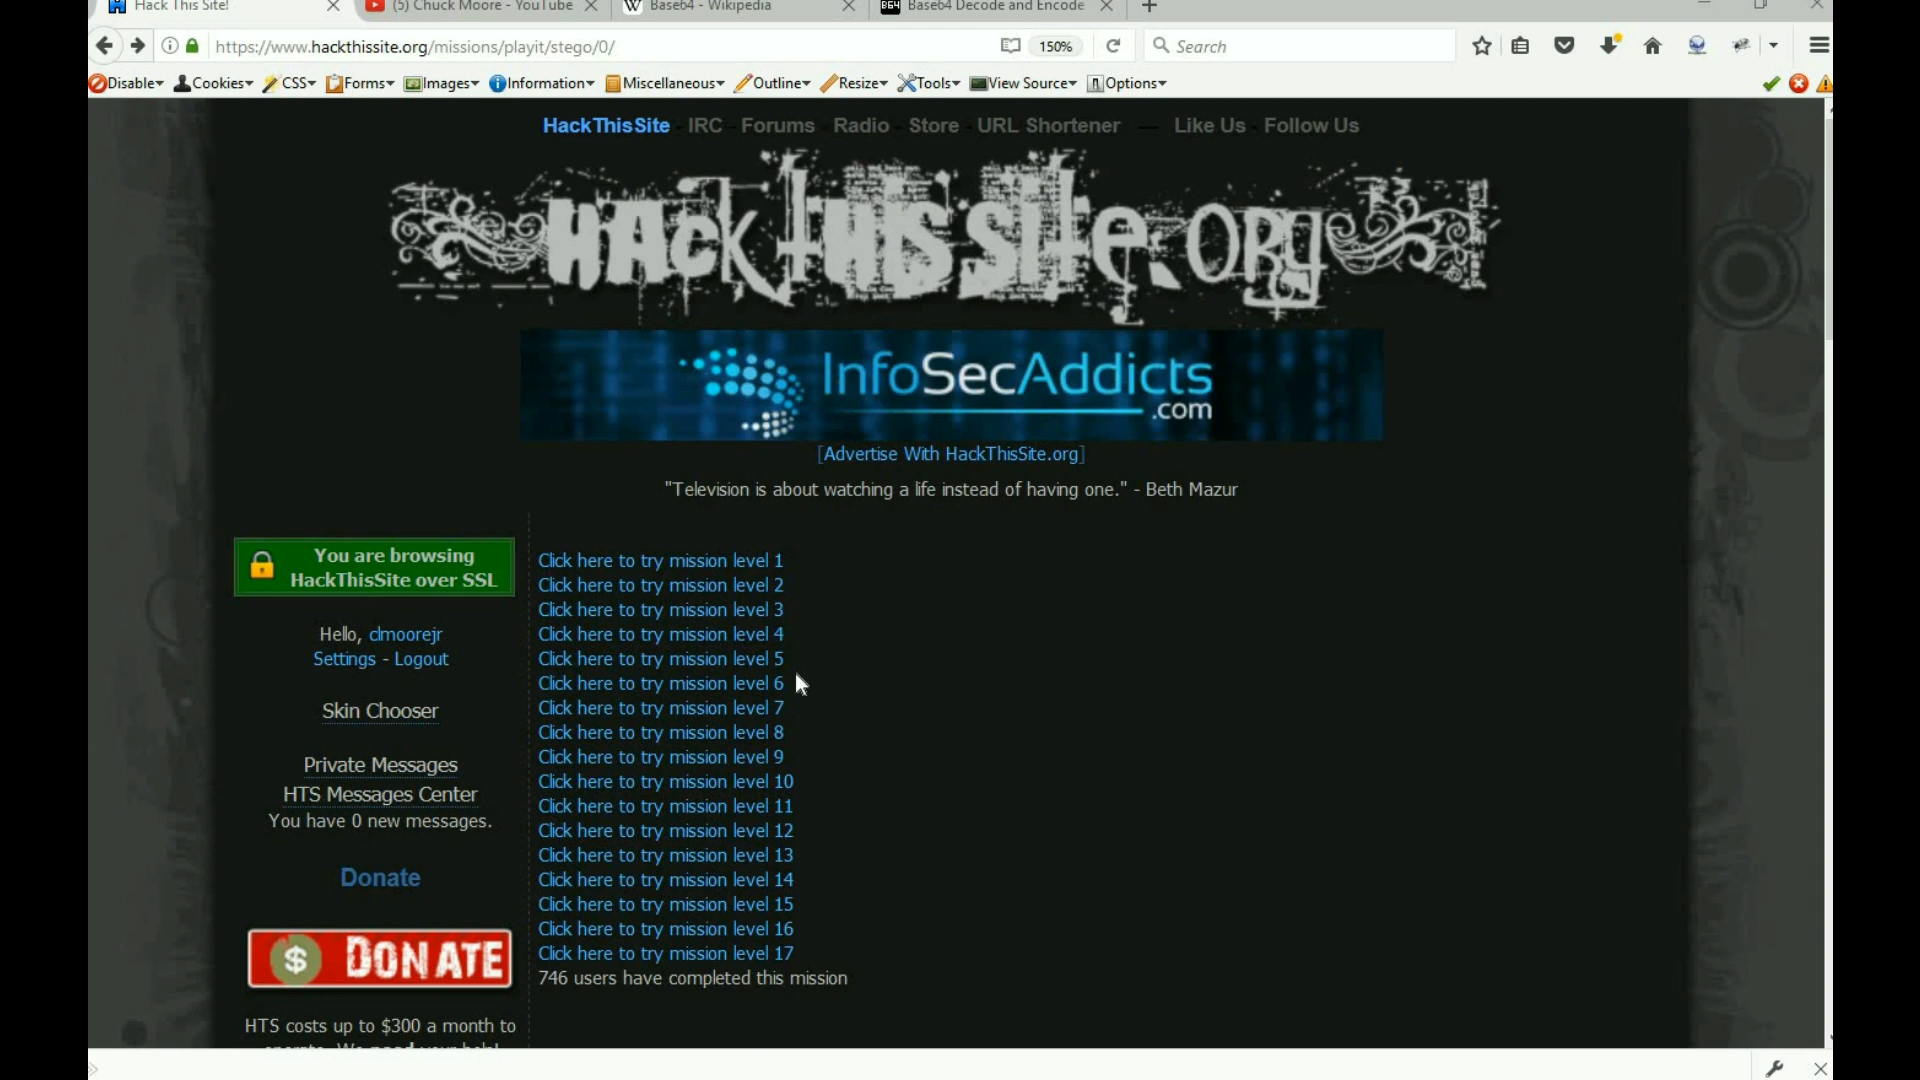 Hack This Site!
(5) Chuck Moore - YouTube
Base64 - Wikipedia
B64 Base64 Decode and Encode
https://www.hackthissite.org/missions/playit/stego/0/
150%
Search
Disable Cookies CSS Forms Images Information Miscellaneous Outline Resize Tools View Source Options
HackThisSite - IRC - Forums - Radio - Store - URL Shortener — Like Us - Follow Us
HACK THIS SITE.ORG
InfoSecAddicts
.com
[Advertise With HackThisSite.org]
"Television is about watching a life instead of having one." - Beth Mazur
You are browsing
HackThisSite over SSL
Hello, clmoorejr
Settings - Logout
Skin Chooser
Private Messages
HTS Messages Center
You have 0 new messages.
Donate
$ DONATE
HTS costs up to $300 a month to
operate. We need your help!
Click here to try mission level 1
Click here to try mission level 2
Click here to try mission level 3
Click here to try mission level 4
Click here to try mission level 5
Click here to try mission level 6
Click here to try mission level 7
Click here to try mission level 8
Click here to try mission level 9
Click here to try mission level 10
Click here to try mission level 11
Click here to try mission level 12
Click here to try mission level 13
Click here to try mission level 14
Click here to try mission level 15
Click here to try mission level 16
Click here to try mission level 17
746 users have completed this mission